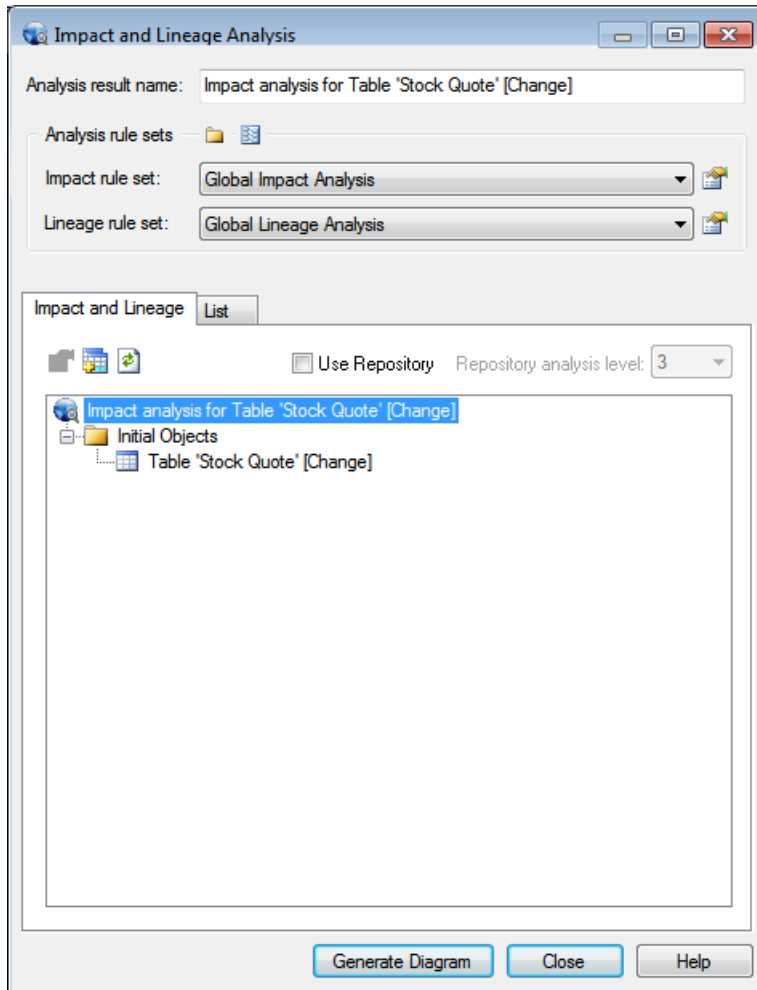 Impact and Lineage Analysis
Analysis result name: Impact analysis for Table 'Stock Quote' [Change]
Analysis rule sets
Impact rule set: Global Impact Analysis
Lineage rule set: Global Lineage Analysis
Impact and Lineage List
Use Repository Repository analysis level: 3
Impact analysis for Table 'Stock Quote' [Change]
Initial Objects
Table 'Stock Quote' [Change]
Generate Diagram Close Help